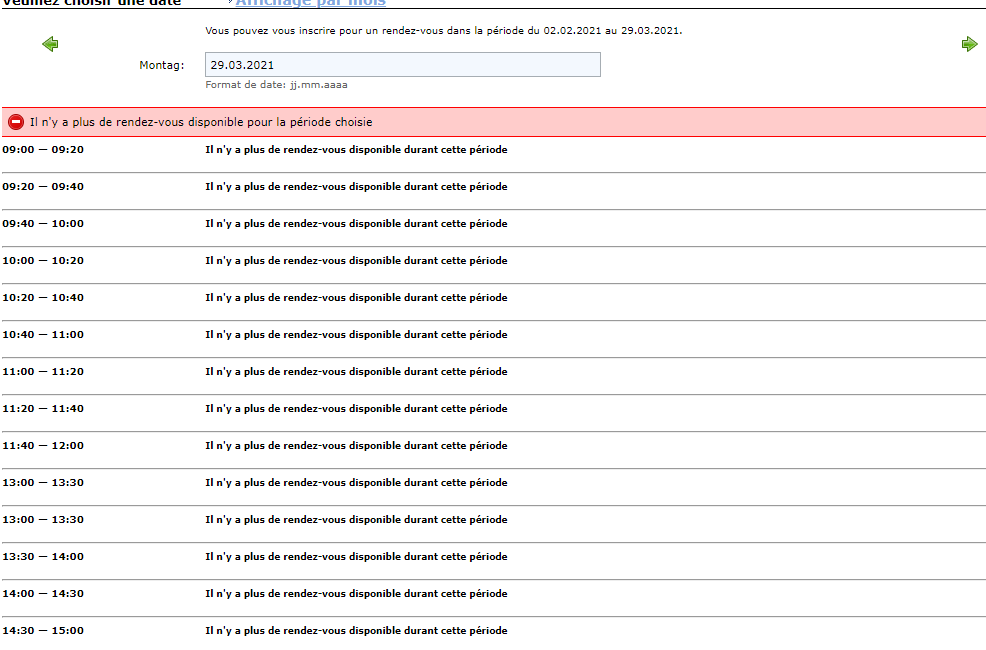 Veuillez choisir une date Affichage par mois
Vous pouvez vous inscrire pour un rendez-vous dans la période du 02.02.2021 au 29.03.2021.
Montag: 29.03.2021
Format de date: jj.mm.aaaa
Il n'y a plus de rendez-vous disponible pour la période choisie
09:00 — 09:20 Il n'y a plus de rendez-vous disponible durant cette période
09:20 — 09:40 Il n'y a plus de rendez-vous disponible durant cette période
09:40 — 10:00 Il n'y a plus de rendez-vous disponible durant cette période
10:00 — 10:20 Il n'y a plus de rendez-vous disponible durant cette période
10:20 — 10:40 Il n'y a plus de rendez-vous disponible durant cette période
10:40 — 11:00 Il n'y a plus de rendez-vous disponible durant cette période
11:00 — 11:20 Il n'y a plus de rendez-vous disponible durant cette période
11:20 — 11:40 Il n'y a plus de rendez-vous disponible durant cette période
11:40 — 12:00 Il n'y a plus de rendez-vous disponible durant cette période
13:00 — 13:30 Il n'y a plus de rendez-vous disponible durant cette période
13:00 — 13:30 Il n'y a plus de rendez-vous disponible durant cette période
13:30 — 14:00 Il n'y a plus de rendez-vous disponible durant cette période
14:00 — 14:30 Il n'y a plus de rendez-vous disponible durant cette période
14:30 — 15:00 Il n'y a plus de rendez-vous disponible durant cette période